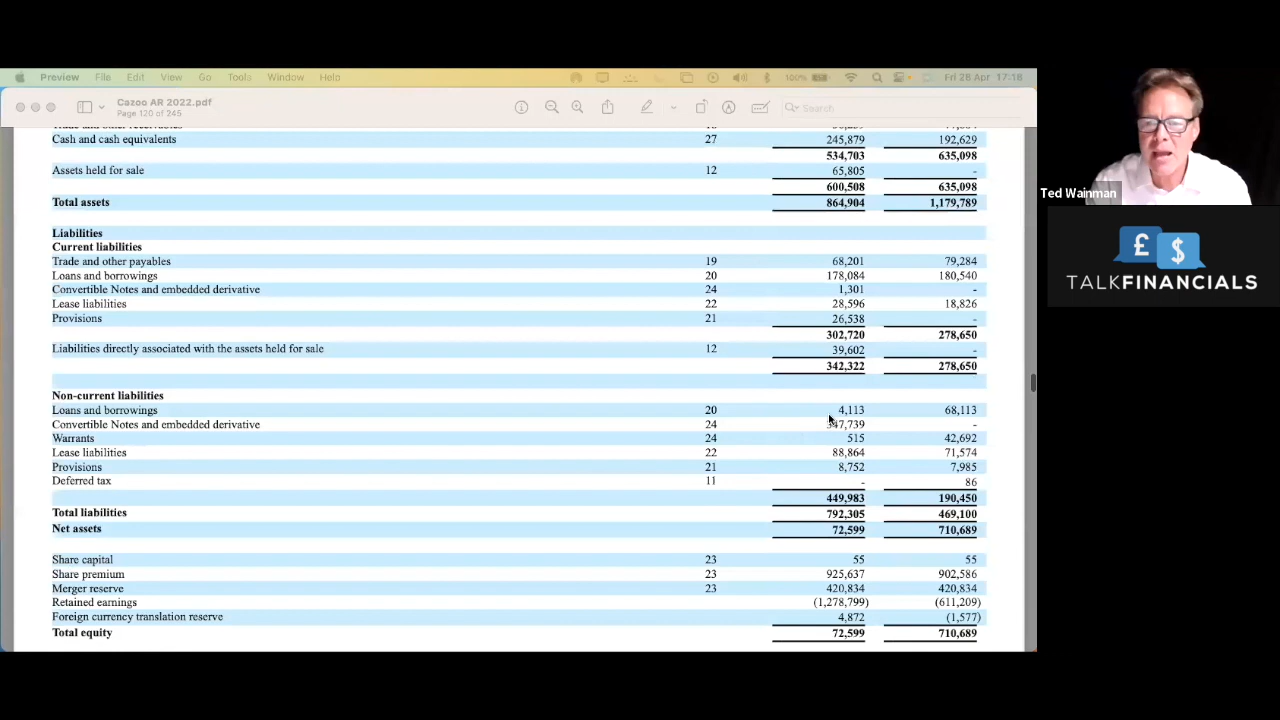 Preview File Edit View Go Tools Window Help 100% Fri 28 Apr 17:18
Cazoo AR 2022.pdf
Page 120 of 245
Search
Trade and other receivables
Cash and cash equivalents 27 245,879 192,629
534,703 635,098
Assets held for sale 12 65,805 -
600,508 635,098
Total assets 864,904 1,179,789
Liabilities
Current liabilities
Trade and other payables 19 68,201 79,284
Loans and borrowings 20 178,084 180,540
Convertible Notes and embedded derivative 24 1,301 -
Lease liabilities 22 28,596 18,826
Provisions 21 26,538 -
302,720 278,650
Liabilities directly associated with the assets held for sale 12 39,602 -
342,322 278,650
Non-current liabilities
Loans and borrowings 20 4,113 68,113
Convertible Notes and embedded derivative 24 347,739 -
Warrants 24 515 42,692
Lease liabilities 22 88,864 71,574
Provisions 21 8,752 7,985
Deferred tax 11 - 86
449,983 190,450
Total liabilities 792,305 469,100
Net assets 72,599 710,689
Share capital 23 55 55
Share premium 23 925,637 902,586
Merger reserve 23 420,834 420,834
Retained earnings (1,278,799) (611,209)
Foreign currency translation reserve 4,872 (1,577)
Total equity 72,599 710,689
Ted Wainman
£ $
TALKFINANCIALS